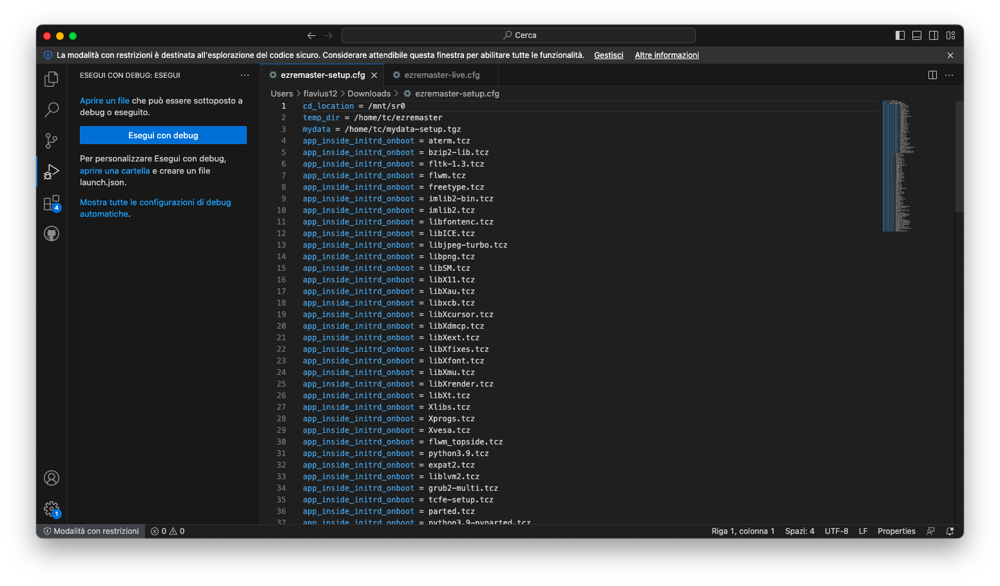 Cerca
La modalità con restrizioni è destinata all'esplorazione del codice sicuro. Considerare attendibile questa finestra per abilitare tutte le funzionalità. Gestisci Altre informazioni
ESEGUI CON DEBUG: ESEGUI
Aprire un file che può essere sottoposto a
debug o eseguito.
Esegui con debug
Per personalizzare Esegui con debug,
aprire una cartella e creare un file
launch.json.
Mostra tutte le configurazioni di debug
automatiche.
4
1
ezremaster-setup.cfg ezremaster-live.cfg
Users > flavius12 > Downloads > ezremaster-setup.cfg
1 cd_location = /mnt/sr0
2 temp_dir = /home/tc/ezremaster
3 mydata = /home/tc/mydata-setup.tgz
4 app_inside_initrd_onboot = aterm.tcz
5 app_inside_initrd_onboot = bzip2-lib.tcz
6 app_inside_initrd_onboot = fltk-1.3.tcz
7 app_inside_initrd_onboot = flwm.tcz
8 app_inside_initrd_onboot = freetype.tcz
9 app_inside_initrd_onboot = imlib2-bin.tcz
10 app_inside_initrd_onboot = imlib2.tcz
11 app_inside_initrd_onboot = libfontenc.tcz
12 app_inside_initrd_onboot = libICE.tcz
13 app_inside_initrd_onboot = libjpeg-turbo.tcz
14 app_inside_initrd_onboot = libpng.tcz
15 app_inside_initrd_onboot = libSM.tcz
16 app_inside_initrd_onboot = libX11.tcz
17 app_inside_initrd_onboot = libXau.tcz
18 app_inside_initrd_onboot = libxcb.tcz
19 app_inside_initrd_onboot = libXcursor.tcz
20 app_inside_initrd_onboot = libXdmcp.tcz
21 app_inside_initrd_onboot = libXext.tcz
22 app_inside_initrd_onboot = libXfixes.tcz
23 app_inside_initrd_onboot = libXfont.tcz
24 app_inside_initrd_onboot = libXmu.tcz
25 app_inside_initrd_onboot = libXrender.tcz
26 app_inside_initrd_onboot = libXt.tcz
27 app_inside_initrd_onboot = Xlibs.tcz
28 app_inside_initrd_onboot = Xprogs.tcz
29 app_inside_initrd_onboot = Xvesa.tcz
30 app_inside_initrd_onboot = flwm_topside.tcz
31 app_inside_initrd_onboot = python3.9.tcz
32 app_inside_initrd_onboot = expat2.tcz
33 app_inside_initrd_onboot = liblvm2.tcz
34 app_inside_initrd_onboot = grub2-multi.tcz
35 app_inside_initrd_onboot = tcfe-setup.tcz
36 app_inside_initrd_onboot = parted.tcz
37 app_inside_initrd_onboot = python3.9-pyparted.tcz
Modalità con restrizioni 0 0 Riga 1, colonna 1 Spazi: 4 UTF-8 LF Properties